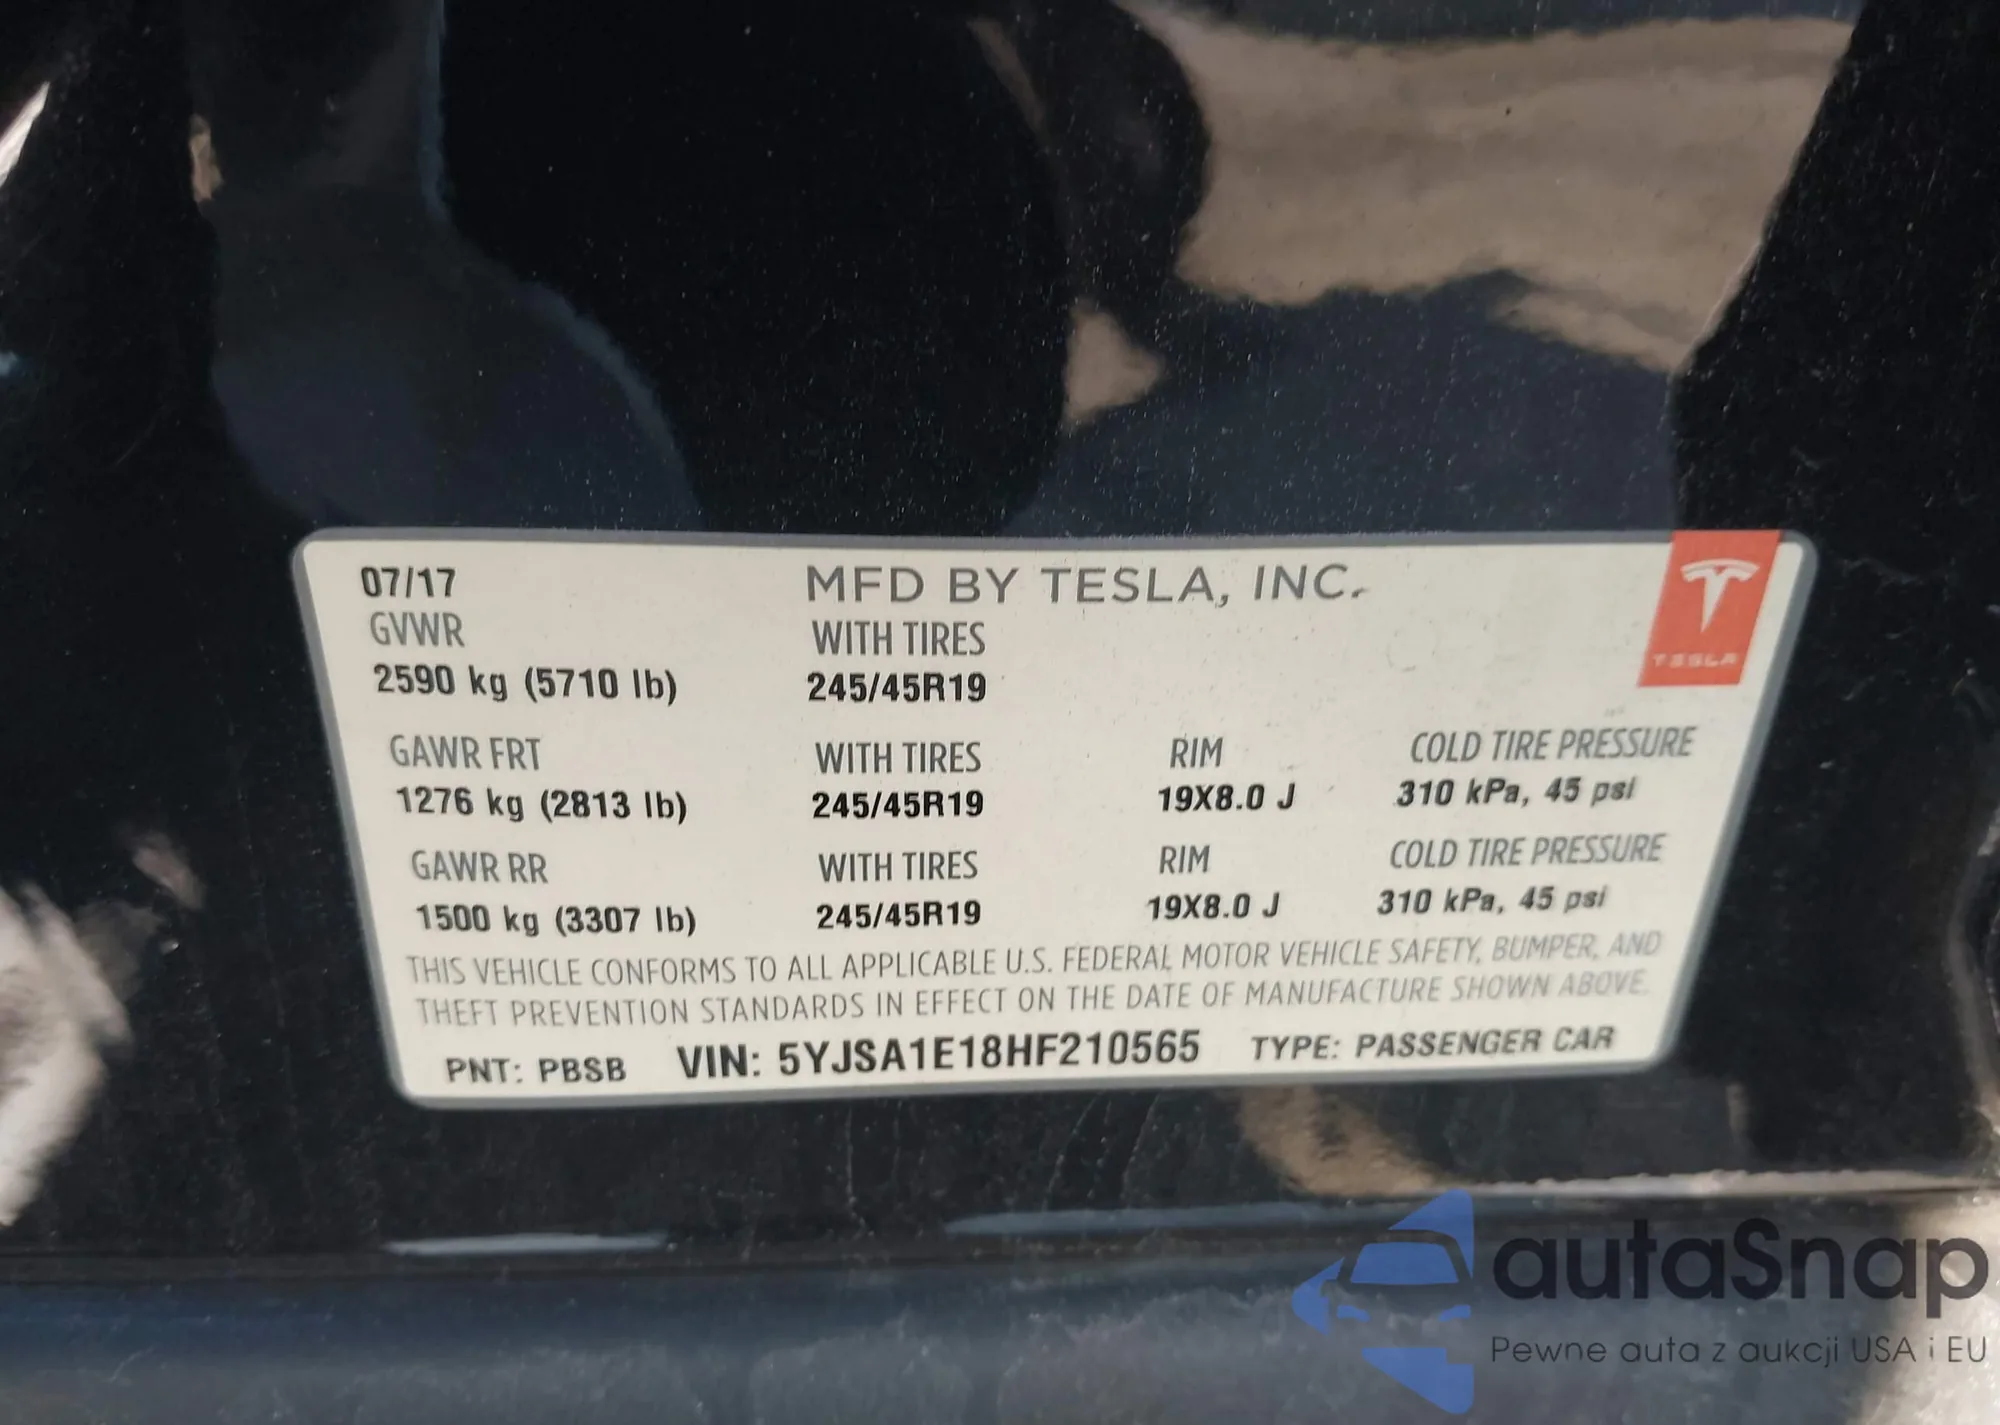 07/17 MFD BY TESLA, INC.
TESLA
GVWR WITH TIRES
2590 kg (5710 lb) 245/45R19
GAWR FRT WITH TIRES RIM COLD TIRE PRESSURE
1276 kg (2813 lb) 245/45R19 19X8.0 J 310 kPa, 45 psi
GAWR RR WITH TIRES RIM COLD TIRE PRESSURE
1500 kg (3307 lb) 245/45R19 19X8.0 J 310 kPa, 45 psi
THIS VEHICLE CONFORMS TO ALL APPLICABLE U.S. FEDERAL MOTOR VEHICLE SAFETY, BUMPER, AND
THEFT PREVENTION STANDARDS IN EFFECT ON THE DATE OF MANUFACTURE SHOWN ABOVE.
PNT: PBSB VIN: 5YJSA1E18HF210565 TYPE: PASSENGER CAR
autaSnap
Pewne auta z aukcji USA i EU